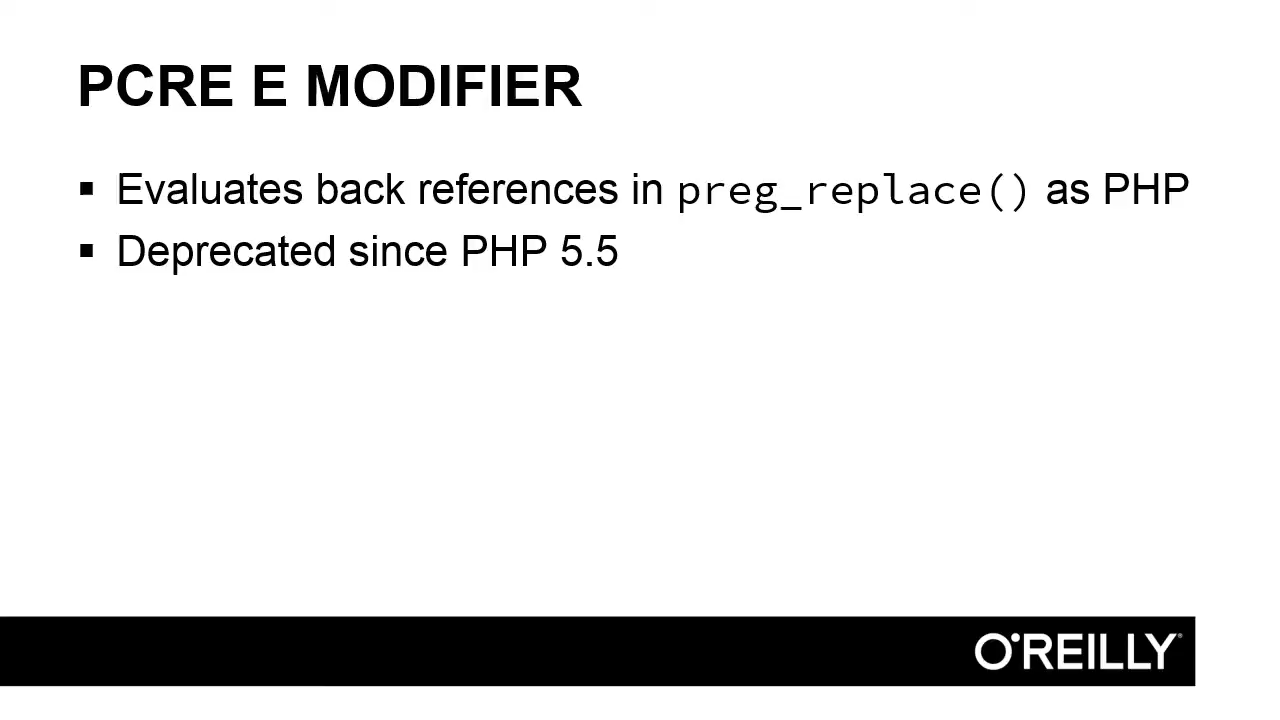 PCRE E MODIFIER
▪ Evaluates back references in preg_replace() as PHP
▪ Deprecated since PHP 5.5
O'REILLY®